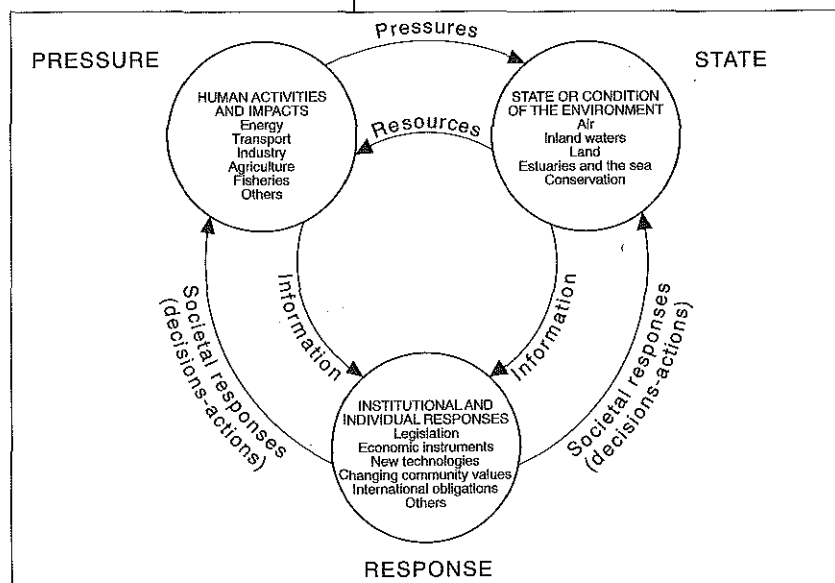 PRESSURE
Pressures
STATE
HUMAN ACTIVITIES
AND IMPACTS
Energy
Transport
Industry
Agriculture
Fisheries
Others
Resources
STATE OR CONDITION
OF THE ENVIRONMENT
Air
Inland waters
Land
Estuaries and the sea
Conservation
Societal responses
(decisions-actions)
Information
Information
Societal responses
(decisions-actions)
INSTITUTIONAL AND
INDIVIDUAL RESPONSES
Legislation
Economic instruments
New technologies
Changing community values
International obligations
Others
RESPONSE